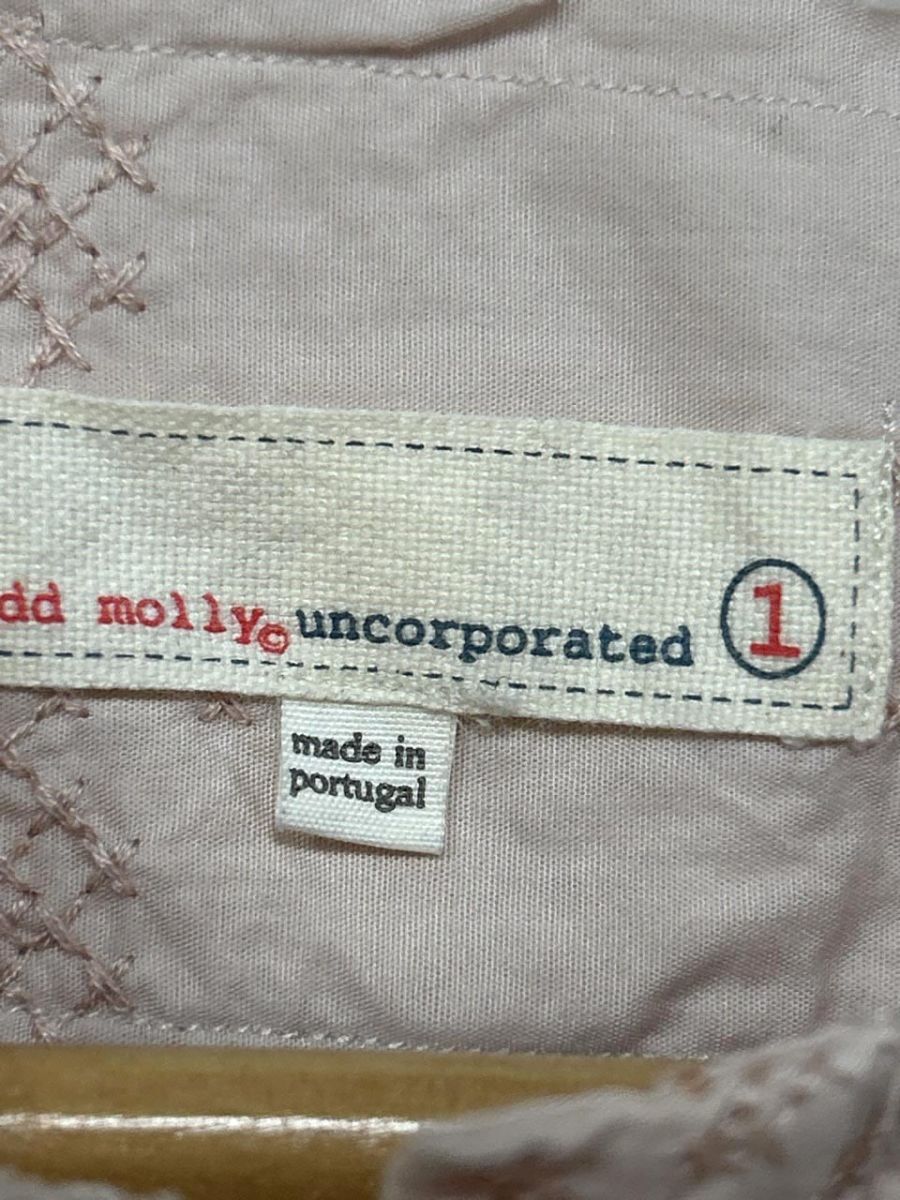 dd molly©uncorporated 1
made in
portugal